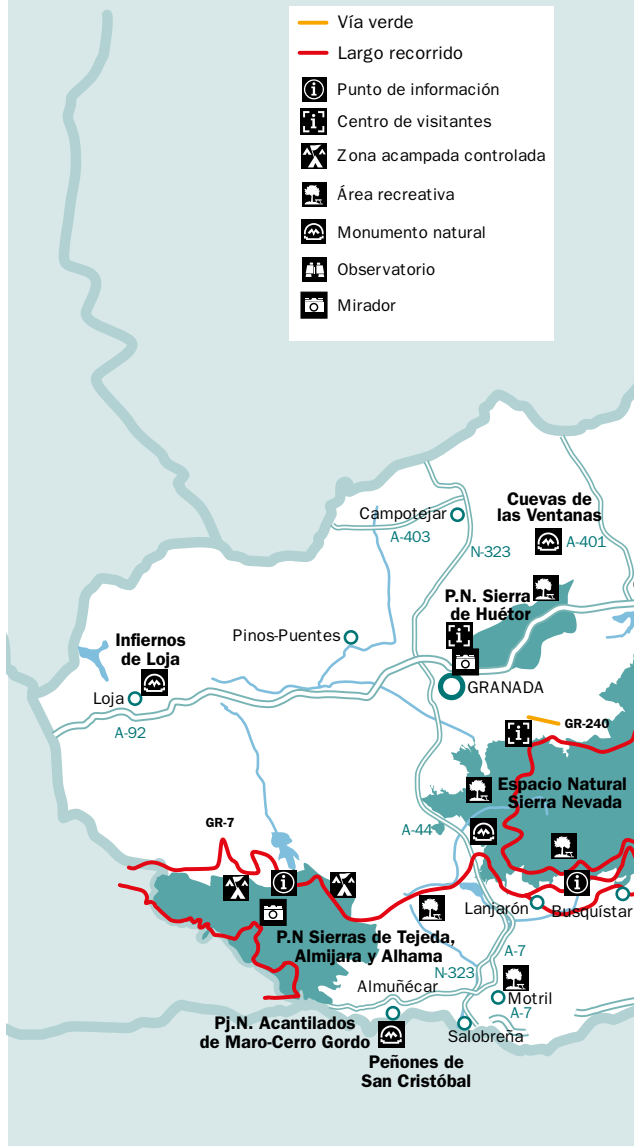 Vía verde
Largo recorrido
Punto de información
Centro de visitantes
Zona acampada controlada
Área recreativa
Monumento natural
Observatorio
Mirador
Campotejar
A-403
N-323
Cuevas de
las Ventanas
A-401
P.N. Sierra
de Huétor
Pinos-Puentes
Infiernos
de Loja
Loja
A-92
GRANADA
GR-240
Espacio Natural
Sierra Nevada
A-44
GR-7
Lanjarón
Busquístar
P.N Sierras de Tejeda,
Almijara y Alhama
A-7
N-323
Almuñécar
Motril
A-7
Pj.N. Acantilados
de Maro-Cerro Gordo
Salobreña
Peñones de
San Cristóbal